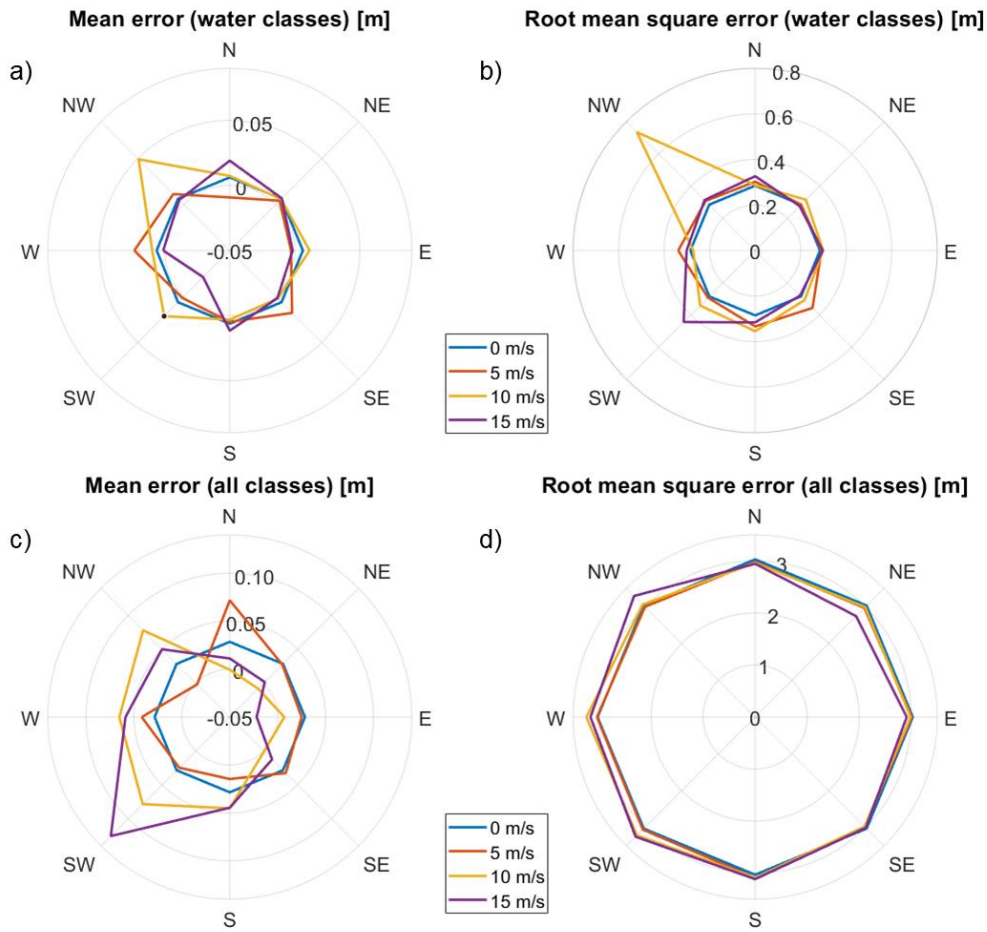 Mean error (water classes) [m]
a)
N
NE
E
SE
S
SW
W
NW
0.05
0
-0.05
Root mean square error (water classes) [m]
b)
N
NE
E
SE
S
SW
W
NW
0.8
0.6
0.4
0.2
0
0 m/s
5 m/s
10 m/s
15 m/s
Mean error (all classes) [m]
c)
N
NE
E
SE
S
SW
W
NW
0.10
0.05
0
-0.05
Root mean square error (all classes) [m]
d)
N
NE
E
SE
S
SW
W
NW
3
2
1
0
0 m/s
5 m/s
10 m/s
15 m/s